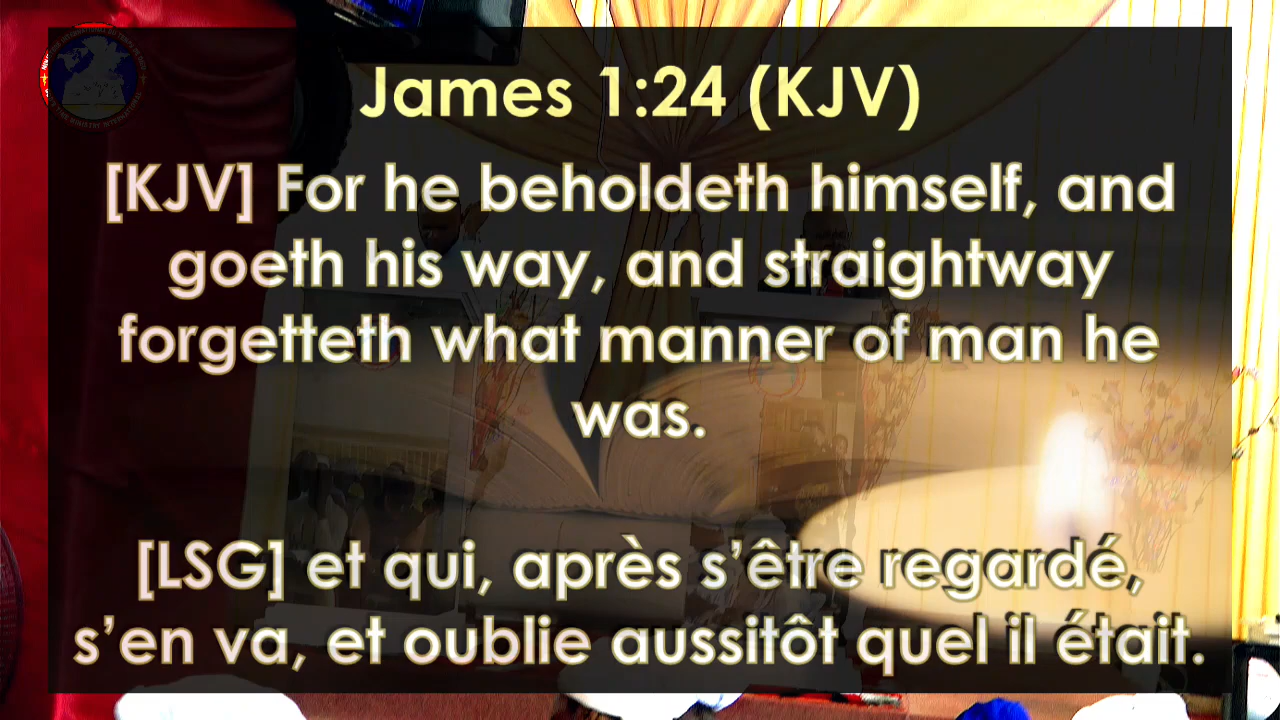 James 1:24 (KJV)
[KJV] For he beholdeth himself, and
goeth his way, and straightway
forgetteth what manner of man he
was.
[LSG] et qui, après s’être regardé,
s’en va, et oublie aussitôt quel il était.